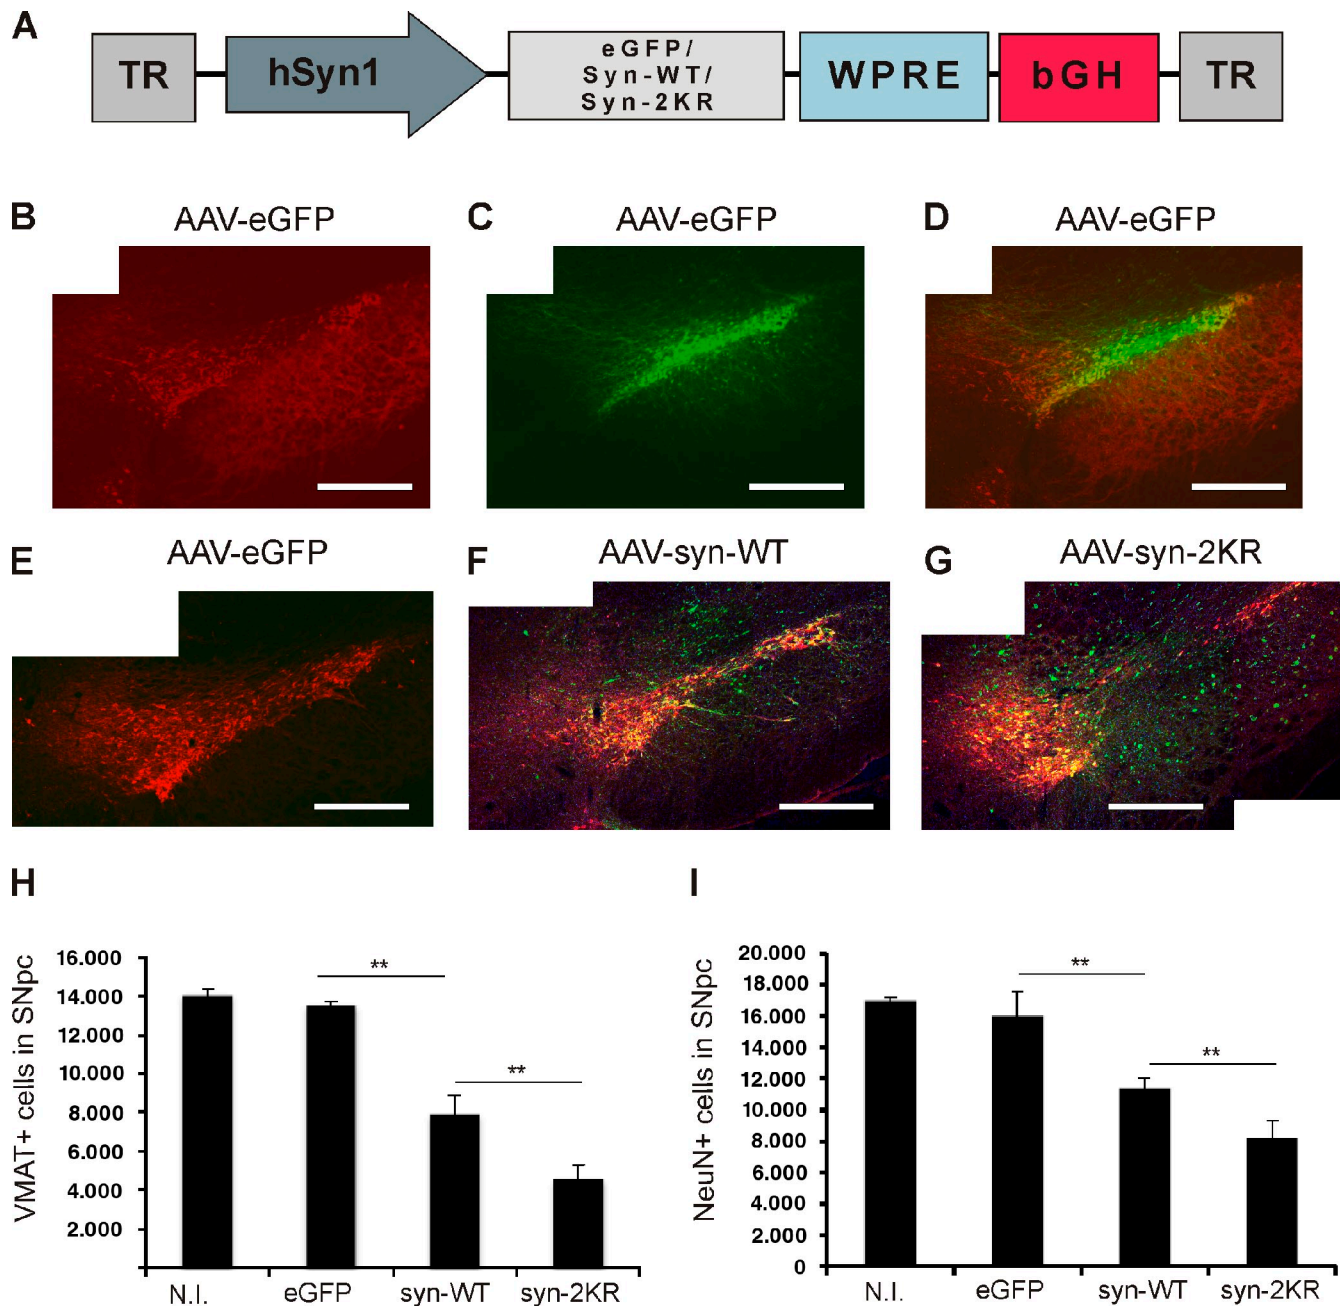 A
TR
hSyn1
eGFP/
Syn-WT/
Syn-2KR
WPRE
bGH
TR
B
AAV-eGFP
C
AAV-eGFP
D
AAV-eGFP
E
AAV-eGFP
F
AAV-syn-WT
G
AAV-syn-2KR
H
VMAT+ cells in SNpc
16.000
14.000
12.000
10.000
8.000
6.000
4.000
2.000
**
**
N.I.
eGFP
syn-WT
syn-2KR
I
NeuN+ cells in SNpc
20.000
18.000
16.000
14.000
12.000
10.000
8.000
6.000
4.000
2.000
0
**
**
N.I.
eGFP
syn-WT
syn-2KR